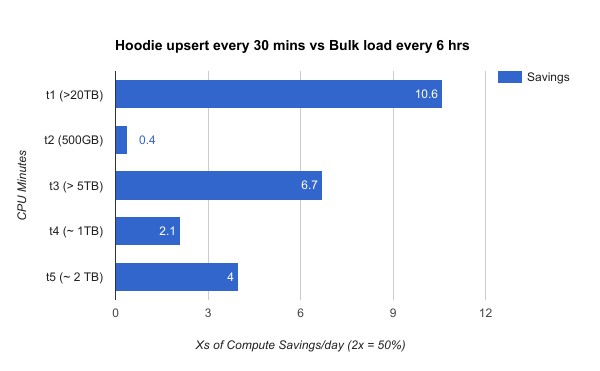 Hoodie upsert every 30 mins vs Bulk load every 6 hrs
Savings
CPU Minutes
t1 (>20TB)
10.6
t2 (500GB)
0.4
t3 (> 5TB)
6.7
t4 (~ 1TB)
2.1
t5 (~ 2 TB)
4
0 3 6 9 12
Xs of Compute Savings/day (2x = 50%)